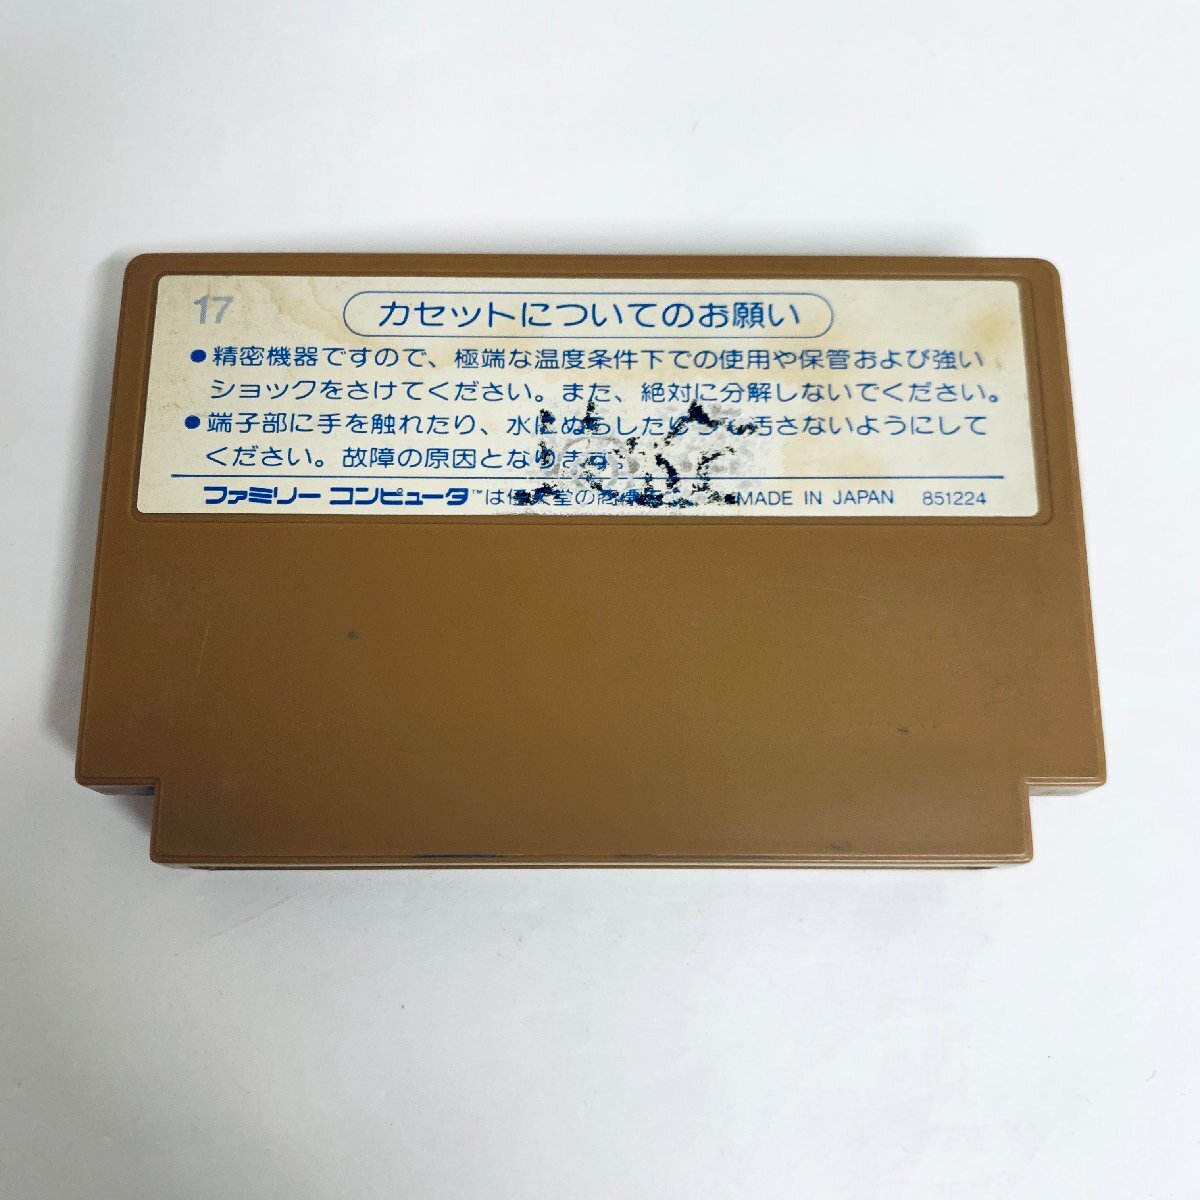 17
カセットについてのお願い
●精密機器ですので、極端な温度条件下での使用や保管および強い
ショックをさけてください。また、絶対に分解しないでください。
●端子部に手を触れたり、水にぬらしたり 汚さないようにして
ください。故障の原因となります。
ファミリー コンピュータ™は任天堂の商標 MADE IN JAPAN 851224